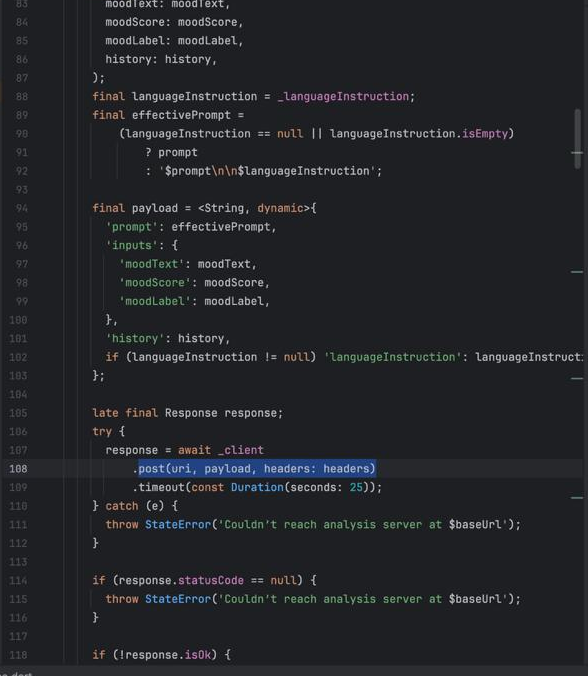 83 moodText: moodText,
84 moodScore: moodScore,
85 moodLabel: moodLabel,
86 history: history,
87 );
88 final languageInstruction = _languageInstruction;
89 final effectivePrompt =
90 (languageInstruction == null || languageInstruction.isEmpty)
91 ? prompt
92 : '$prompt\n\n$languageInstruction';
93
94 final payload = <String, dynamic>{
95 'prompt': effectivePrompt,
96 'inputs': {
97 'moodText': moodText,
98 'moodScore': moodScore,
99 'moodLabel': moodLabel,
100 },
101 'history': history,
102 if (languageInstruction != null) 'languageInstruction': languageInstruct
103 };
104
105 late final Response response;
106 try {
107 response = await _client
108 .post(uri, payload, headers: headers)
109 .timeout(const Duration(seconds: 25));
110 } catch (e) {
111 throw StateError('Couldn't reach analysis server at $baseUrl');
112 }
113
114 if (response.statusCode == null) {
115 throw StateError('Couldn't reach analysis server at $baseUrl');
116 }
117
118 if (!response.isOk) {